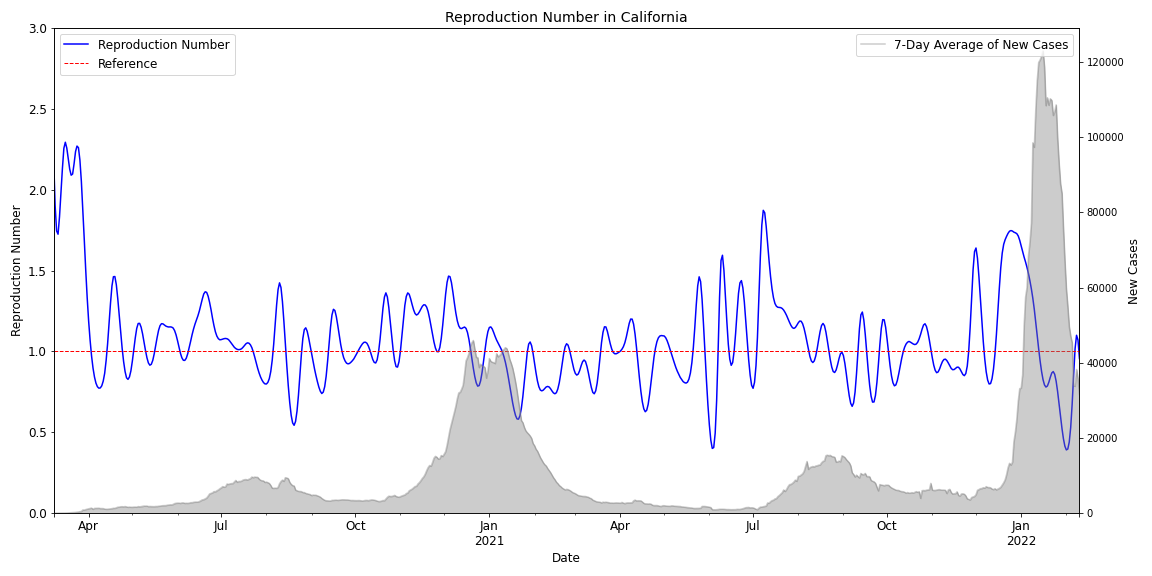 Reproduction Number in California
Reproduction Number
Reference
7-Day Average of New Cases
3.0
2.5
2.0
1.5
1.0
0.5
0.0
Reproduction Number
120000
100000
80000
60000
40000
20000
0
New Cases
Apr
Jul
Oct
Jan
2021
Apr
Jul
Oct
Jan
2022
Date